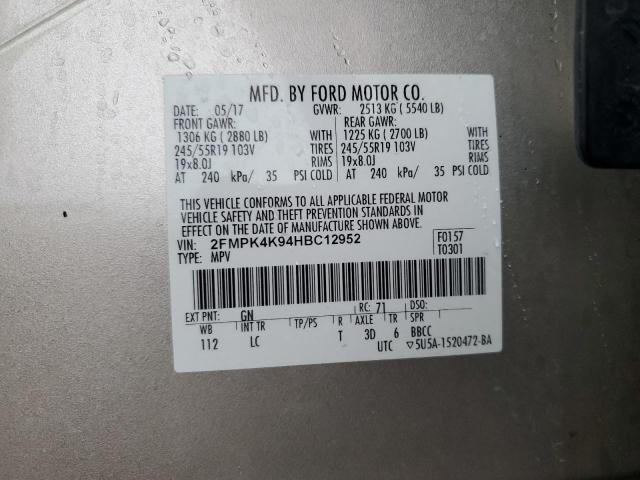 MFD. BY FORD MOTOR CO.
DATE: 05/17 GVWR: 2513 KG ( 5540 LB)
FRONT GAWR: REAR GAWR:
1306 KG ( 2880 LB) WITH 1225 KG ( 2700 LB) WITH
245/55R19 103V TIRES 245/55R19 103V TIRES
19x8.0J RIMS 19x8.0J RIMS
AT 240 kPa/ 35 PSI COLD AT 240 kPa/ 35 PSI COLD
THIS VEHICLE CONFORMS TO ALL APPLICABLE FEDERAL MOTOR
VEHICLE SAFETY AND THEFT PREVENTION STANDARDS IN
EFFECT ON THE DATE OF MANUFACTURE SHOWN ABOVE.
VIN: 2FMPK4K94HBC12952 F0157
TYPE: MPV T0301
EXT PNT: GN RC: 71 DSO:
WB INT TR TP/PS R AXLE TR SPR
112 LC T 3D 6 BBCC
UTC ▽5U5A-1520472-BA